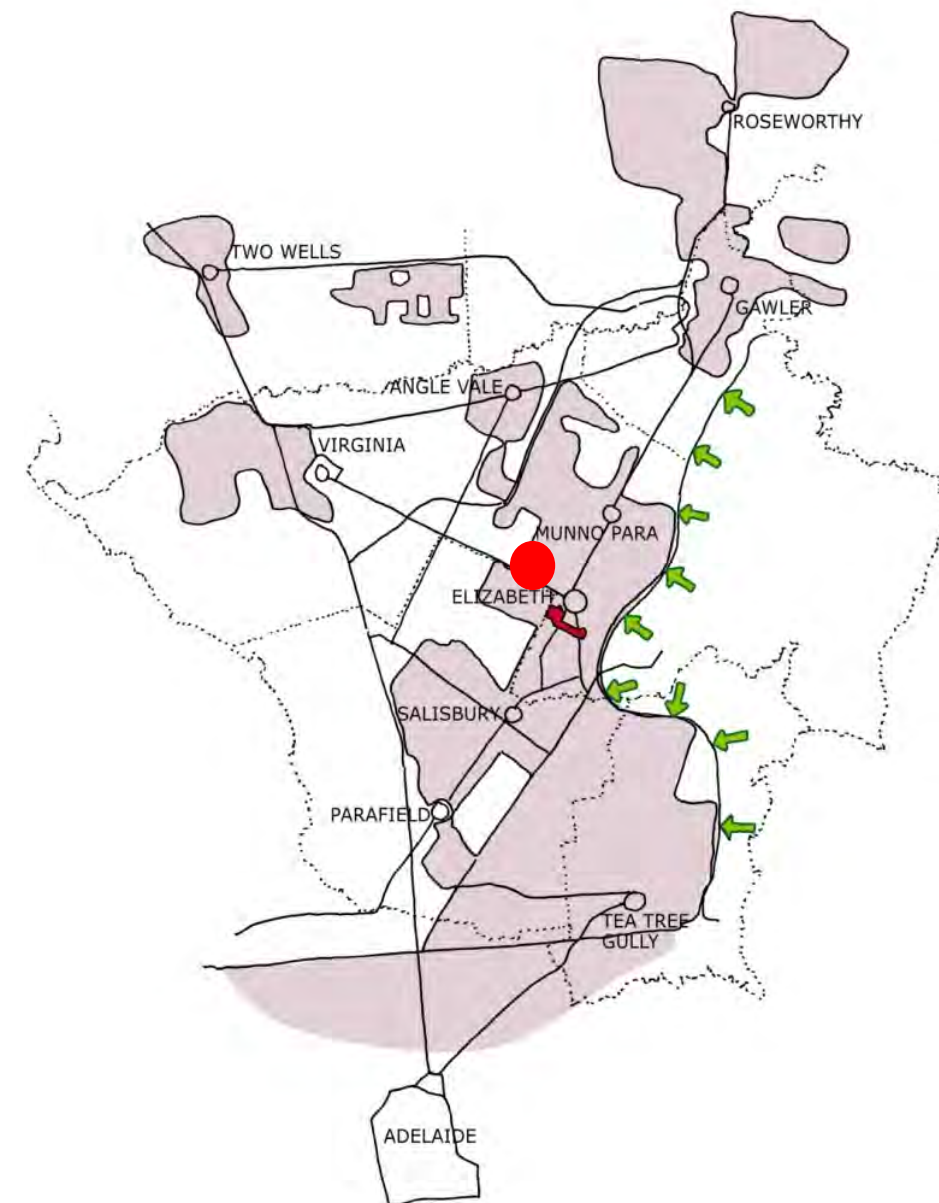 ROSEWORTHY
TWO WELLS
GAWLER
ANGLE VALE
VIRGINIA
MUNNO PARA
ELIZABETH
SALISBURY
PARAFIELD
TEA TREE
GULLY
ADELAIDE